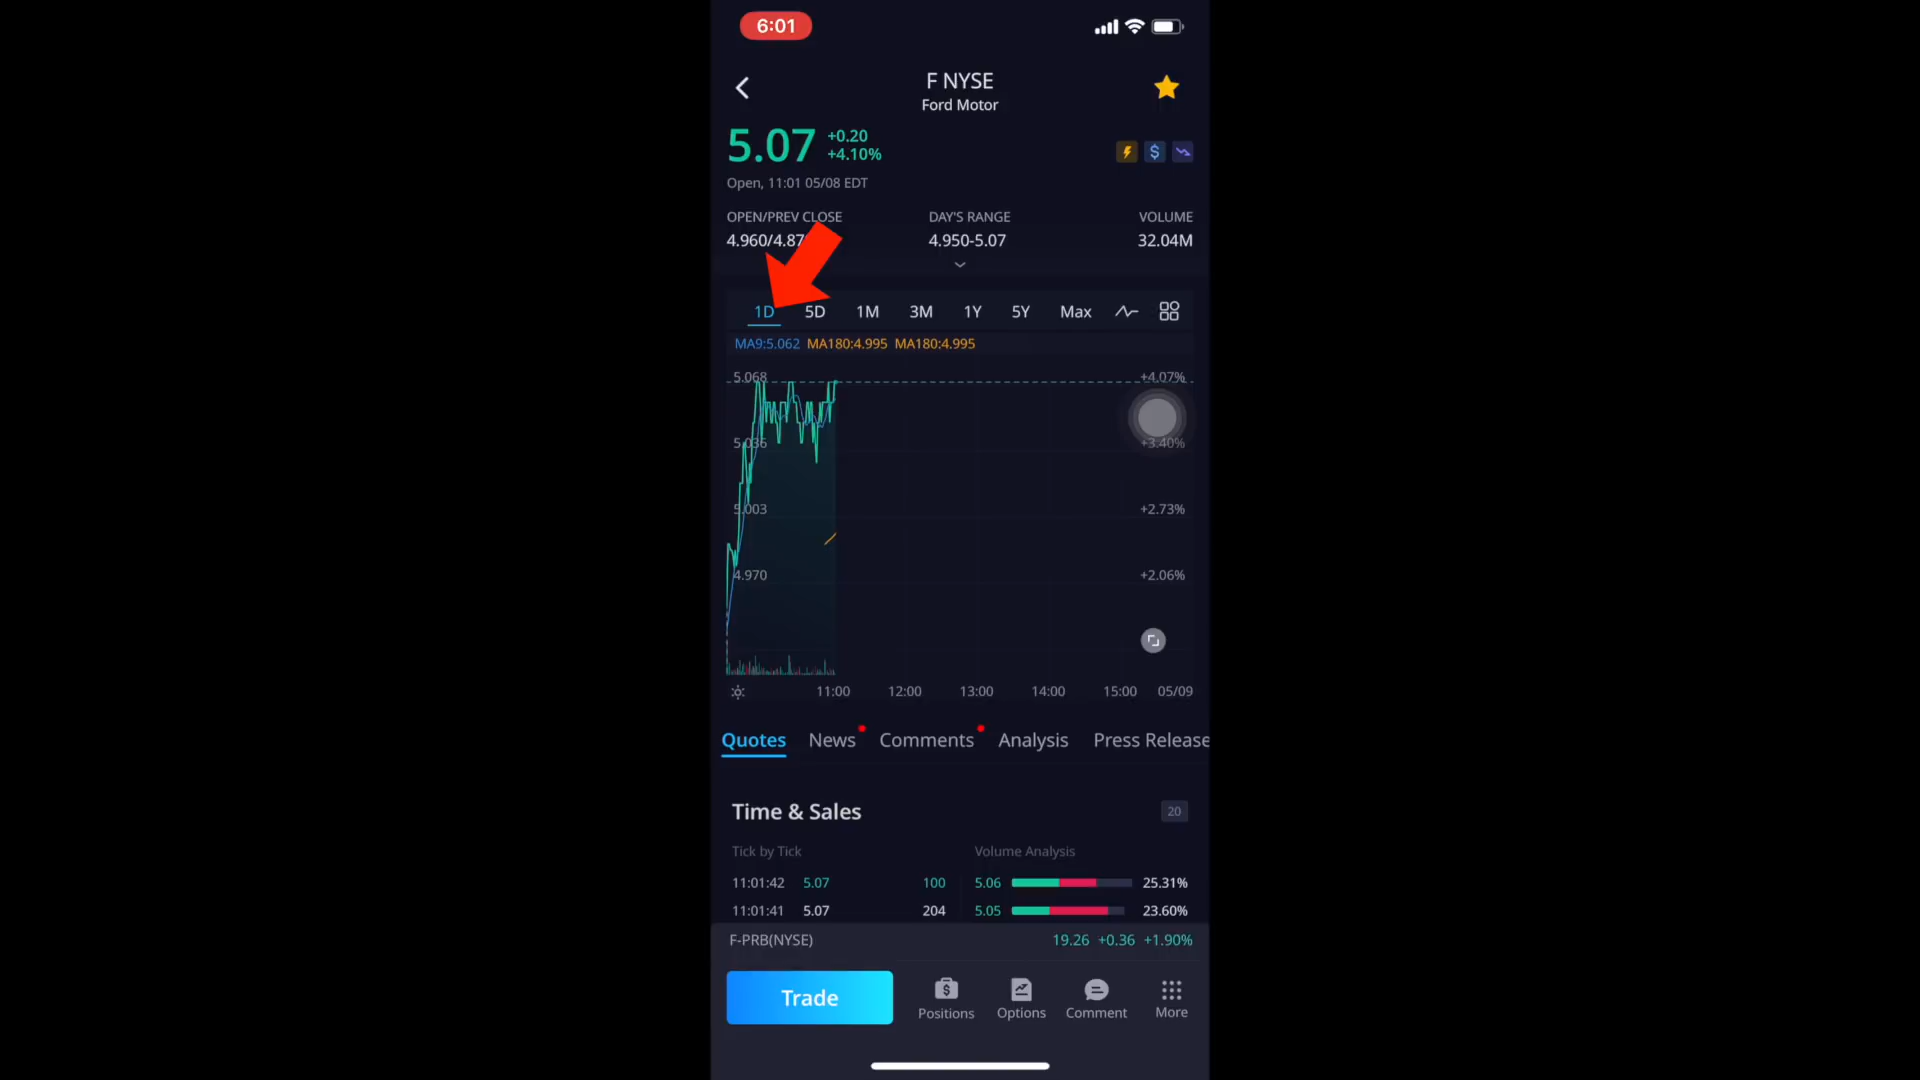 6:01
F NYSE
Ford Motor
5.07 +0.20
+4.10%
$
Open, 11:01 05/08 EDT
OPEN/PREV CLOSE DAY'S RANGE VOLUME
4.960/4.87 4.950-5.07 32.04M
1D 5D 1M 3M 1Y 5Y Max
MA9:5.062 MA180:4.995 MA180:4.995
5.068 +4.07%
5.035 +3.40%
5.003 +2.73%
4.970 +2.06%
11:00 12:00 13:00 14:00 15:00 05/09
Quotes News Comments Analysis Press Release
Time & Sales 20
Tick by Tick Volume Analysis
11:01:42 5.07 100 5.06 25.31%
11:01:41 5.07 204 5.05 23.60%
F-PRB(NYSE) 19.26 +0.36 +1.90%
Trade Positions Options Comment More